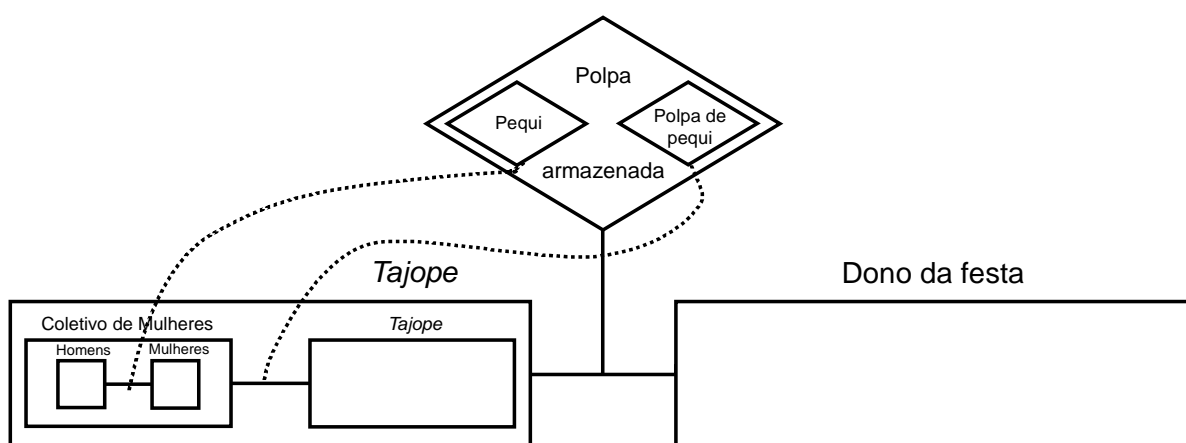 Polpa
Pequi
Polpa de
pequi
armazenada
Tajope
Dono da festa
Coletivo de Mulheres
Tajope
Homens
Mulheres